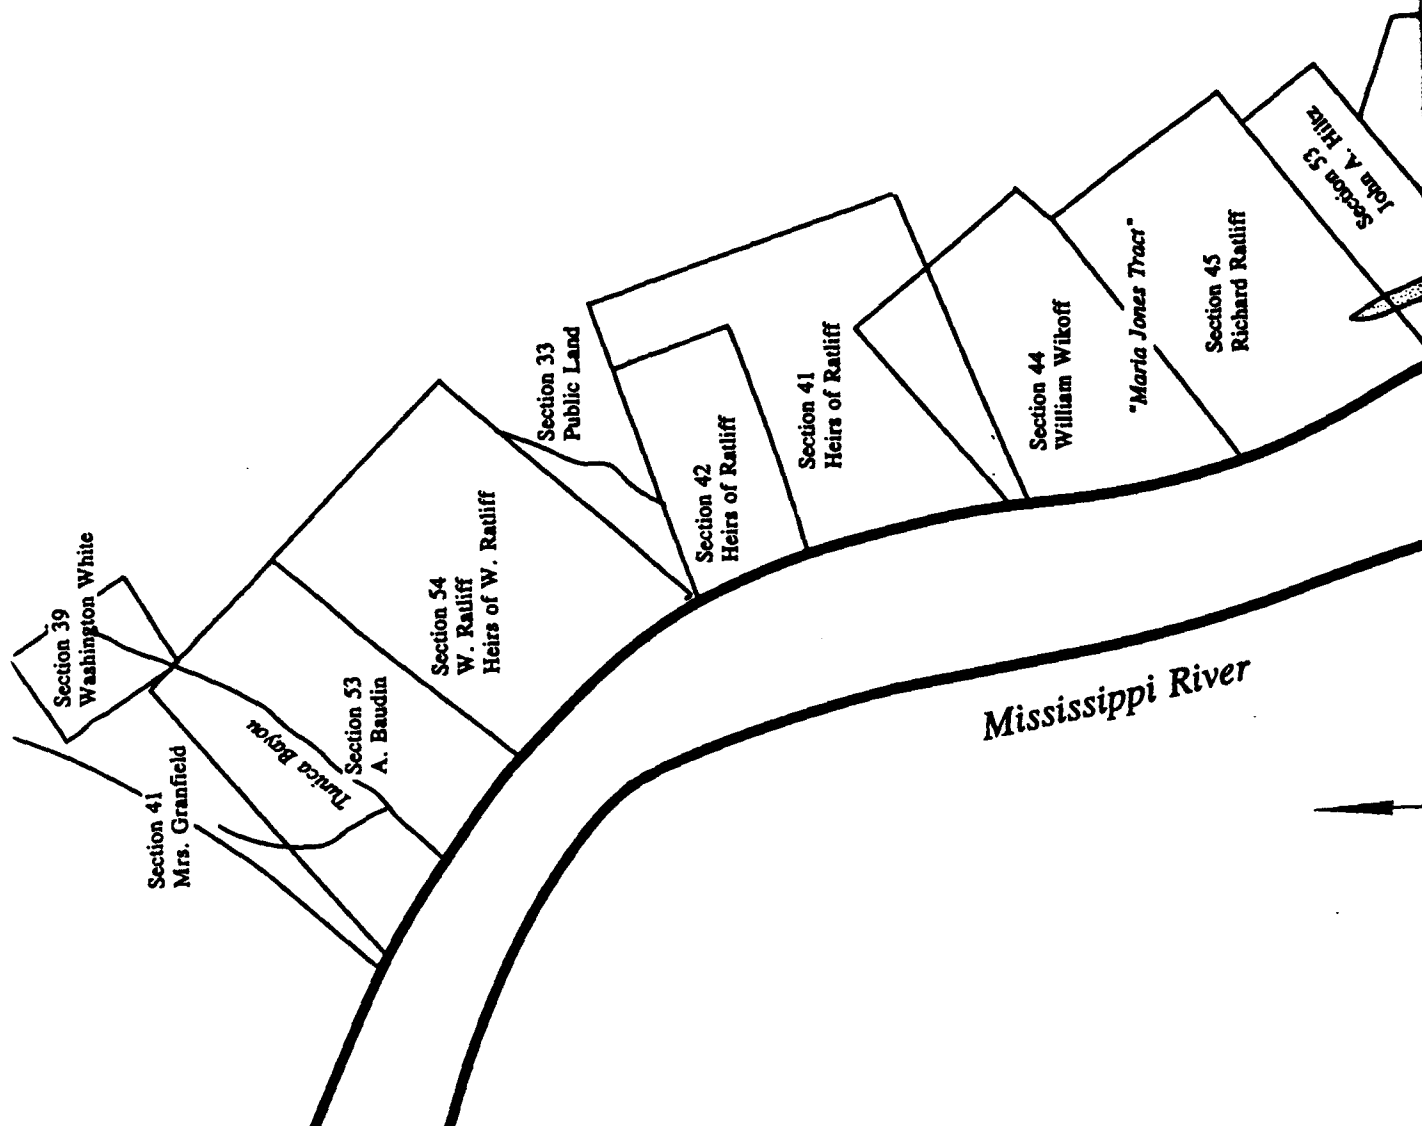 Section 39
Washington White
Section 41
Mrs. Granfield
Tunica Bayou
Section 53
A. Baudin
Section 54
W. Ratliff
Heirs of W. Ratliff
Section 33
Public Land
Section 42
Heirs of Ratliff
Section 41
Heirs of Ratliff
Section 44
William Wikoff
"Maria Jones Tract"
Section 45
Richard Ratliff
Section 53
John A. Hiltz
Mississippi River